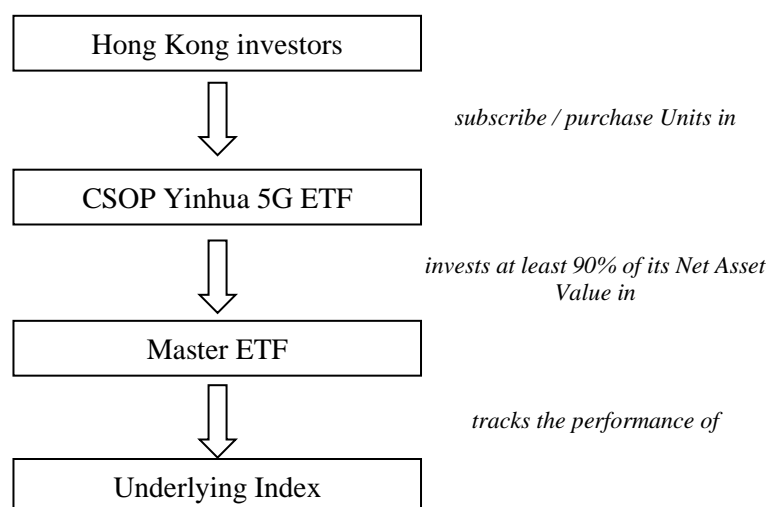 Hong Kong investors
subscribe / purchase Units in
CSOP Yinhua 5G ETF
invests at least 90% of its Net Asset
Value in
Master ETF
tracks the performance of
Underlying Index